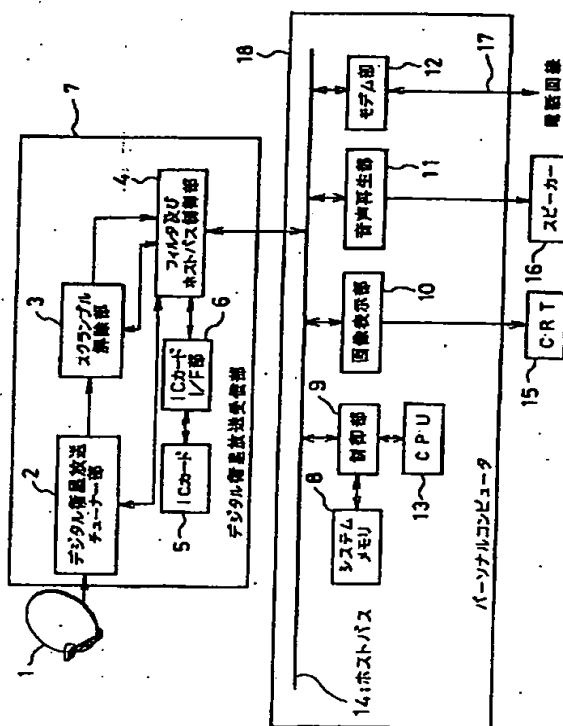 1
2
デジタル衛星放送
チューナー部
3
スクランブル
解除部
4
フィルタ及び
ホストバス制御部
7
5
ICカード
6
ICカード
I/F部
デジタル衛星放送受信部
18
14:ホストバス
8
システム
メモリ
9
制御部
13
CPU
10
画像表示部
11
音声再生部
12
モデム部
17
パーソナルコンピュータ
15
CRT
16
スピーカー
電話回線